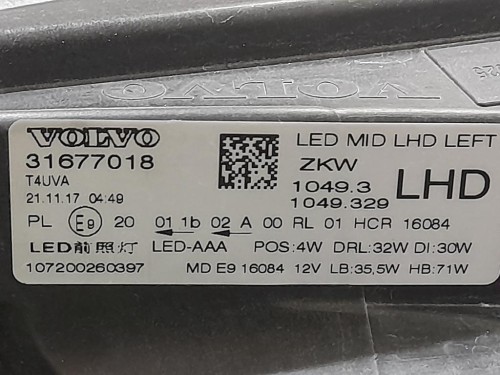 VOLVO
VOLVO
31677018
T4UVA
21.11.17 04:49
LED MID LHD LEFT
ZKW
1049.3
1049.329
LHD
PL E9 20 01 1b 02 A 00 RL 01 HCR 16084
LED前照灯 LED-AAA POS:4W DRL:32W DI:30W
107200260397 MD E9 16084 12V LB:35,5W HB:71W